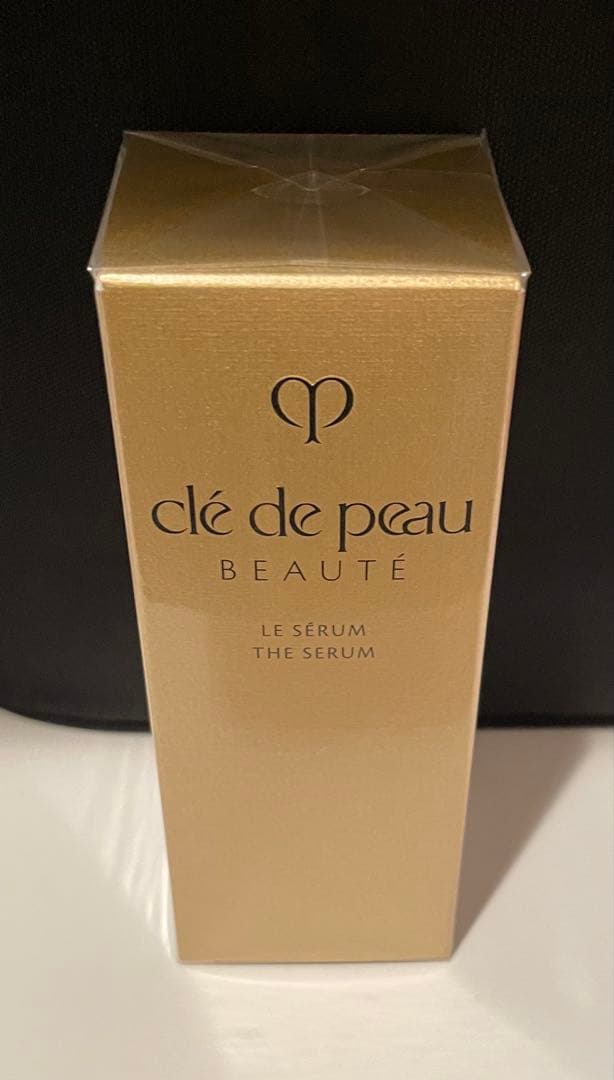 clé de peau
BEAUTÉ
LE SÉRUM
THE SERUM